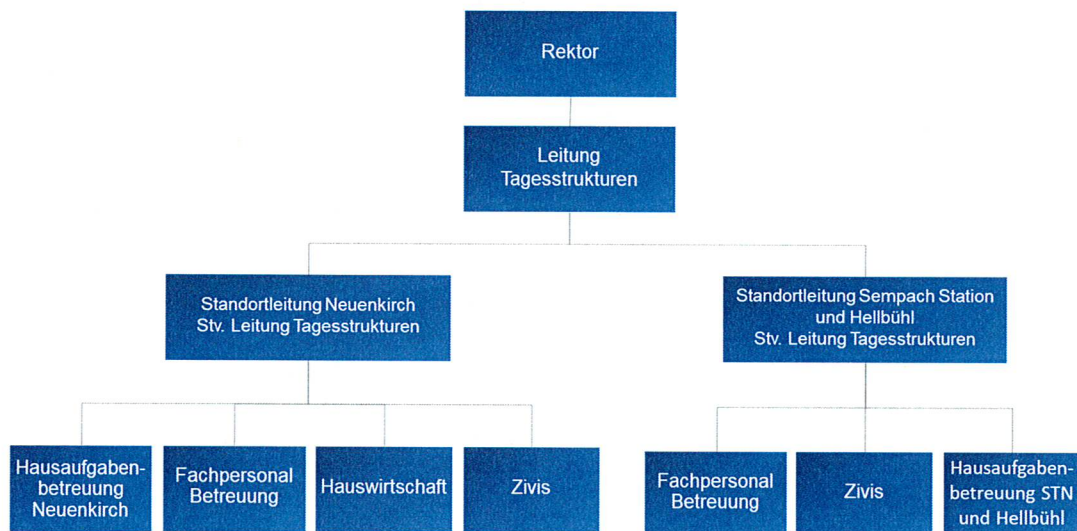 Rektor
Leitung
Tagesstrukturen
Standortleitung Neuenkirch
Stv. Leitung Tagesstrukturen
Standortleitung Sempach Station
und Hellbühl
Stv. Leitung Tagesstrukturen
Hausaufgaben-
betreuung
Neuenkirch
Fachpersonal
Betreuung
Hauswirtschaft
Zivis
Fachpersonal
Betreuung
Zivis
Hausaufgaben-
betreuung STN
und Hellbühl